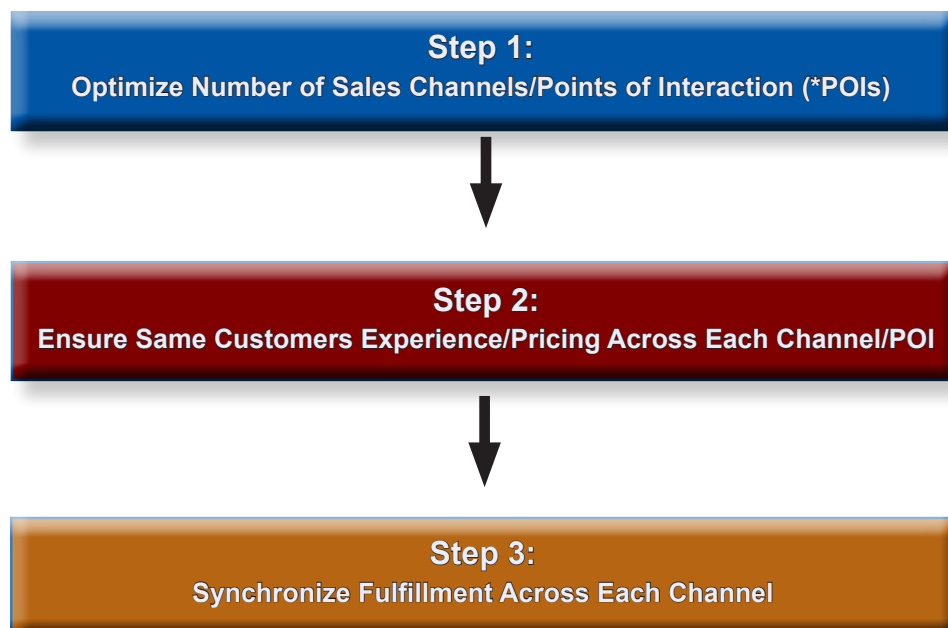 Step 1:
Optimize Number of Sales Channels/Points of Interaction (*POIs)
Step 2:
Ensure Same Customers Experience/Pricing Across Each Channel/POI
Step 3:
Synchronize Fulfillment Across Each Channel